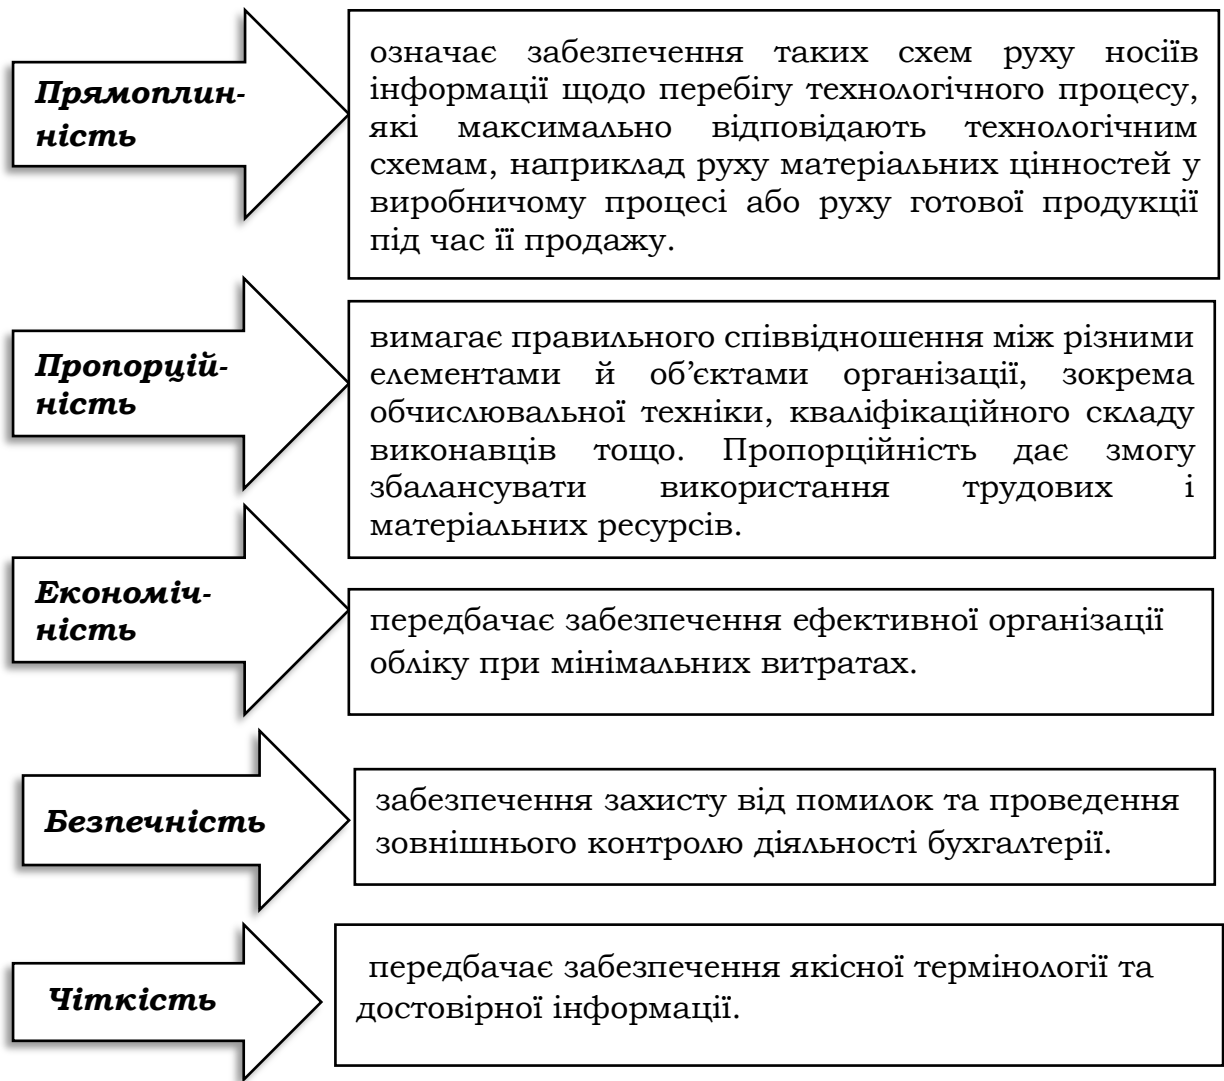 Прямоплин-
ність
означає забезпечення таких схем руху носіїв
інформації щодо перебігу технологічного процесу,
які максимально відповідають технологічним
схемам, наприклад руху матеріальних цінностей у
виробничому процесі або руху готової продукції
під час її продажу.
Пропорцій-
ність
вимагає правильного співвідношення між різними
елементами й об’єктами організації, зокрема
обчислювальної техніки, кваліфікаційного складу
виконавців тощо. Пропорційність дає змогу
збалансувати використання трудових і
матеріальних ресурсів.
Економіч-
ність
передбачає забезпечення ефективної організації
обліку при мінімальних витратах.
Безпечність
забезпечення захисту від помилок та проведення
зовнішнього контролю діяльності бухгалтерії.
Чіткість
передбачає забезпечення якісної термінології та
достовірної інформації.